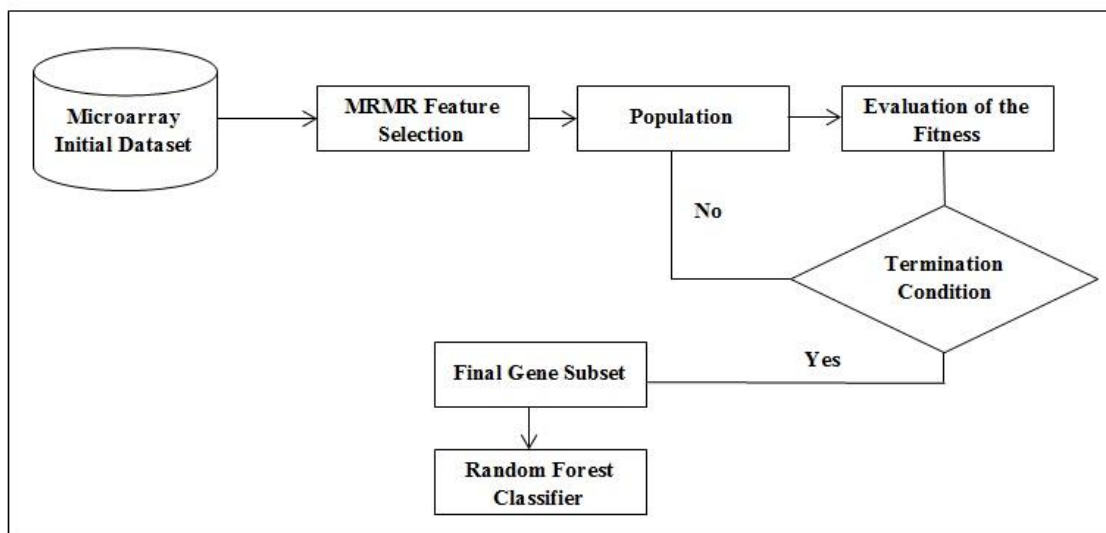 Microarray
Initial Dataset
MRMR Feature
Selection
Population
Evaluation of the
Fitness
No
Termination
Condition
Yes
Final Gene Subset
Random Forest
Classifier